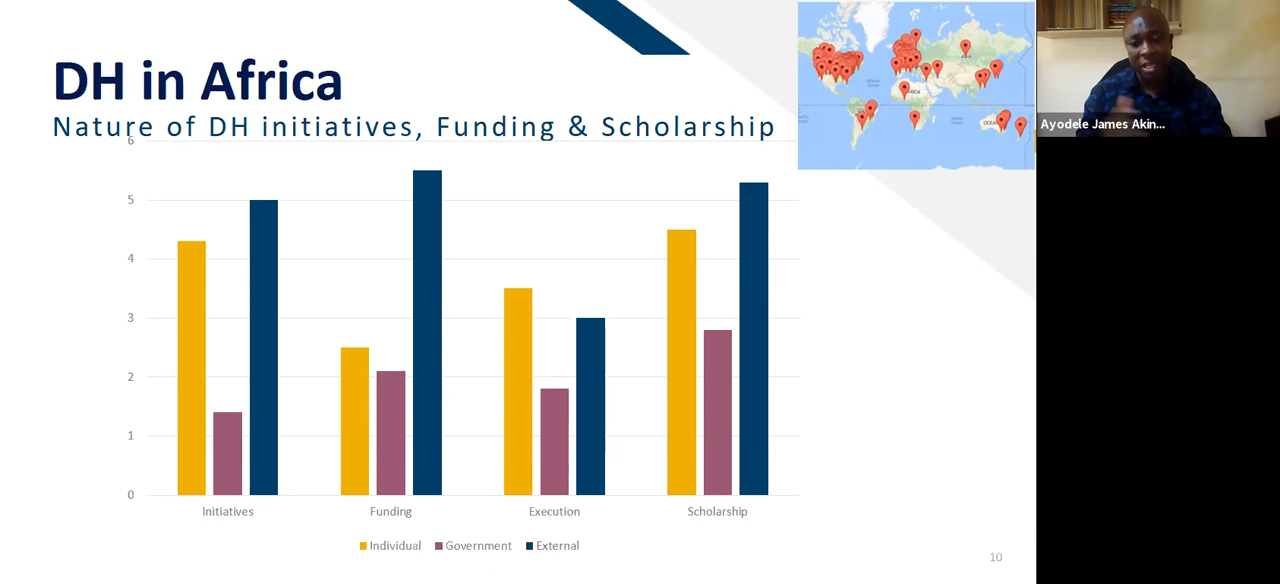 DH in Africa
Nature of DH initiatives, Funding & Scholarship
6
5
4
3
2
1
0
Initiatives Funding Execution Scholarship
Individual Government External
10
Ayodele James Akin...